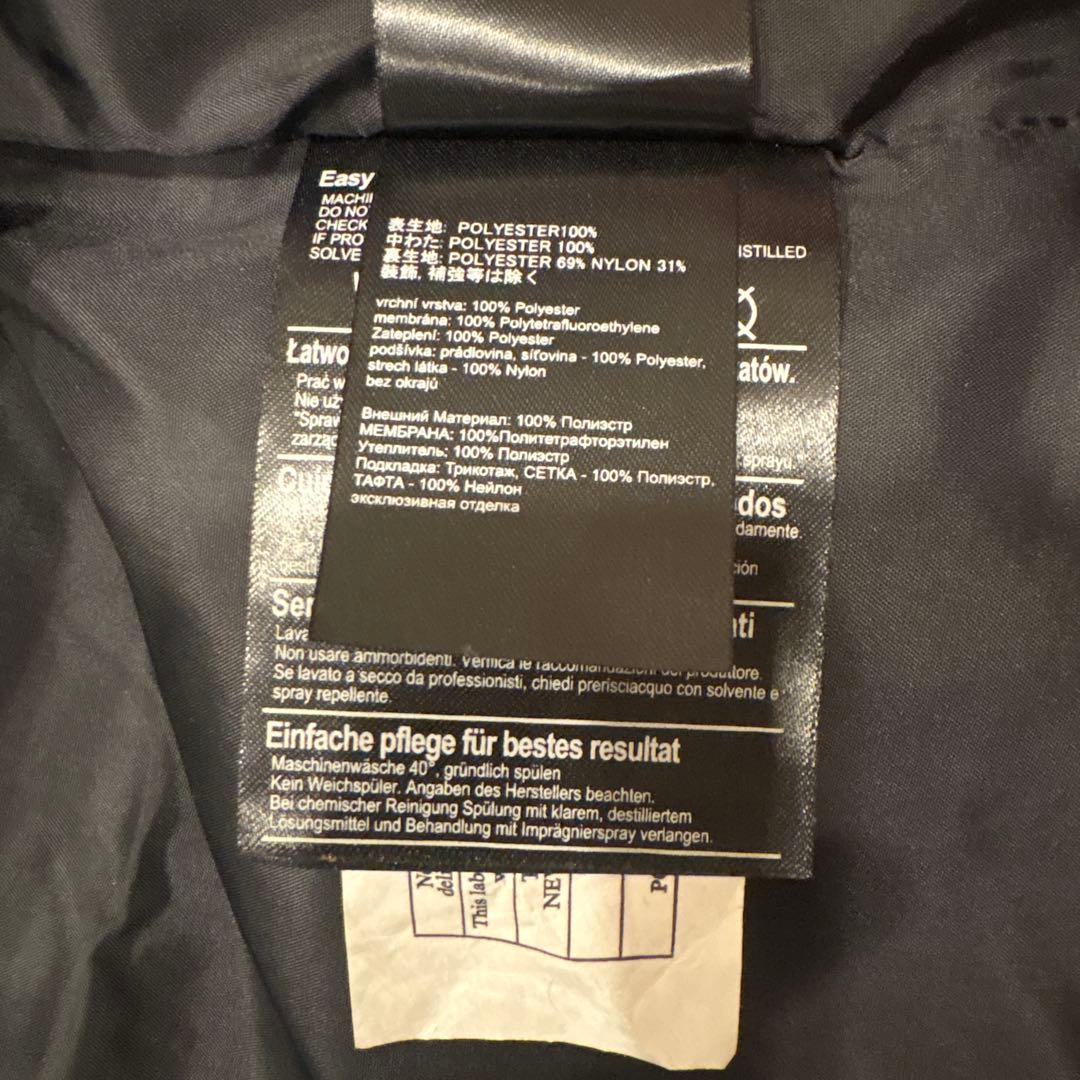 Easy
DO NO
CHECK
IF PRO
SOLVE
ISTILLED
表生地: POLYESTER100%
中わた: POLYESTER 100%
裏生地: POLYESTER 69% NYLON 31%
装飾, 補強等は除く
vrchní vrstva: 100% Polyester
membrána: 100% Polytetrafluoroethylene
Zateplení: 100% Polyester
podšívka: prádlovina, síťovina - 100% Polyester,
strech látka - 100% Nylon
bez okrajú
Внешний Материал: 100% Полиэстр
МЕМБРАНА: 100%Политетрафторэтилен
Утеплитель: 100% Полиэстр
Подкладка: Трикотаж, СЕТКА - 100% Полиэстр.
ТАФТА - 100% Нейлон
эксклюзивная отделка
Łatwo
atów.
Prać w
Nie uż
"Spraw
sprayu."
dos
damente.
ción
Ser
nti
Lava
Non usare ammorbidenti. Verifica le raccomandazioni del produttore.
Se lavato a secco da professionisti, chiedi prerisciacquo con solvente e
spray repellente.
Einfache pflege für bestes resultat
Maschinenwäsche 40°, gründlich spülen
Kein Weichspüler. Angaben des Herstellers beachten.
Bei chemischer Reinigung Spülung mit klarem, destilliertem
Lösungsmittel und Behandlung mit Imprägnierspray verlangen.
This lab
NE